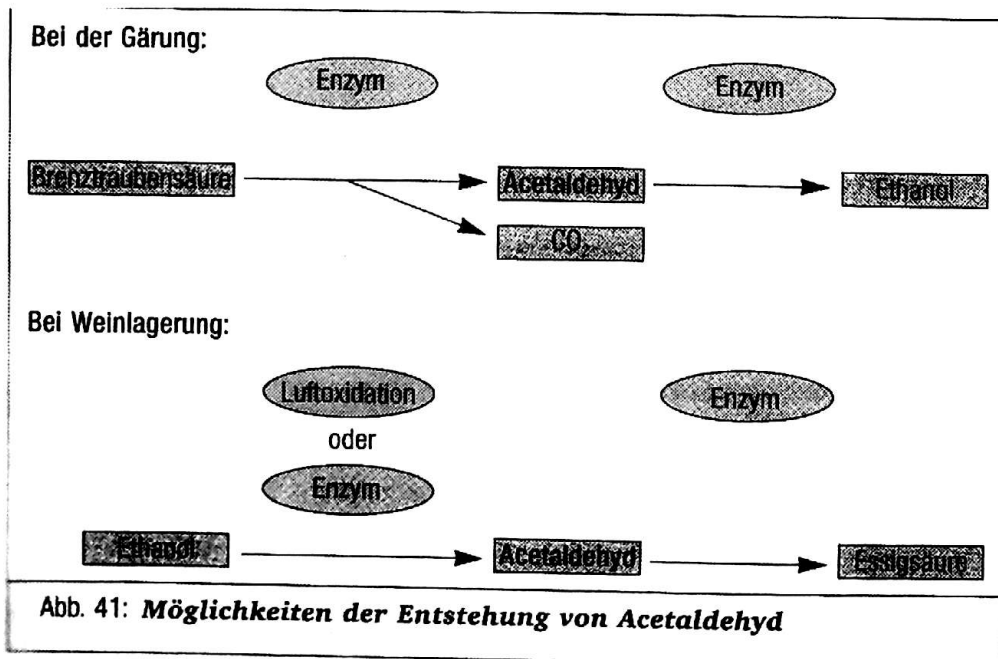 Bei der Gärung:
Enzym Enzym
Brenztraubensäure Acetaldehyd Ethanol
CO₂
Bei Weinlagerung:
Luftoxidation Enzym
oder
Enzym
Ethanol Acetaldehyd Essigsäure
Abb. 41: Möglichkeiten der Entstehung von Acetaldehyd